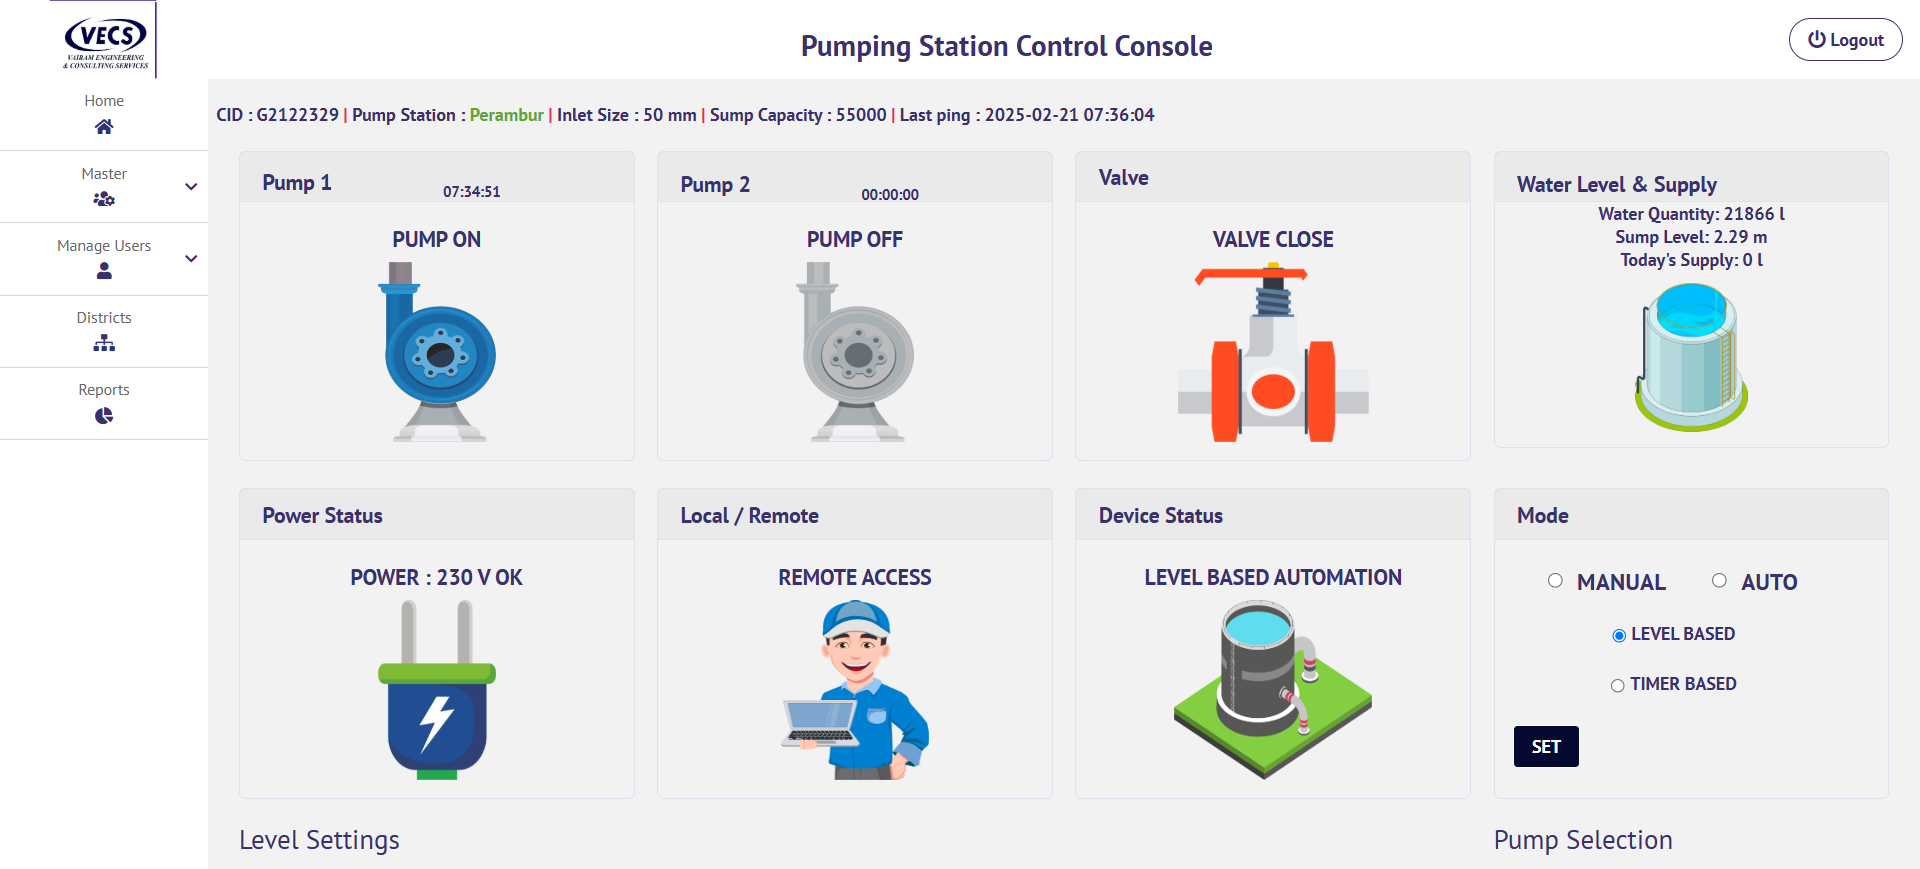 VECS
VAIRAM ENGINEERING
& CONSULTING SERVICES
Pumping Station Control Console
Logout
Home
Master
Manage Users
Districts
Reports
CID : G2122329 | Pump Station : Perambur | Inlet Size : 50 mm | Sump Capacity : 55000 | Last ping : 2025-02-21 07:36:04
Pump 1
07:34:51
PUMP ON
Pump 2
00:00:00
PUMP OFF
Valve
VALVE CLOSE
Water Level & Supply
Water Quantity: 21866 l
Sump Level: 2.29 m
Today's Supply: 0 l
Power Status
POWER : 230 V OK
Local / Remote
REMOTE ACCESS
Device Status
LEVEL BASED AUTOMATION
Mode
MANUAL AUTO
LEVEL BASED
TIMER BASED
SET
Level Settings
Pump Selection